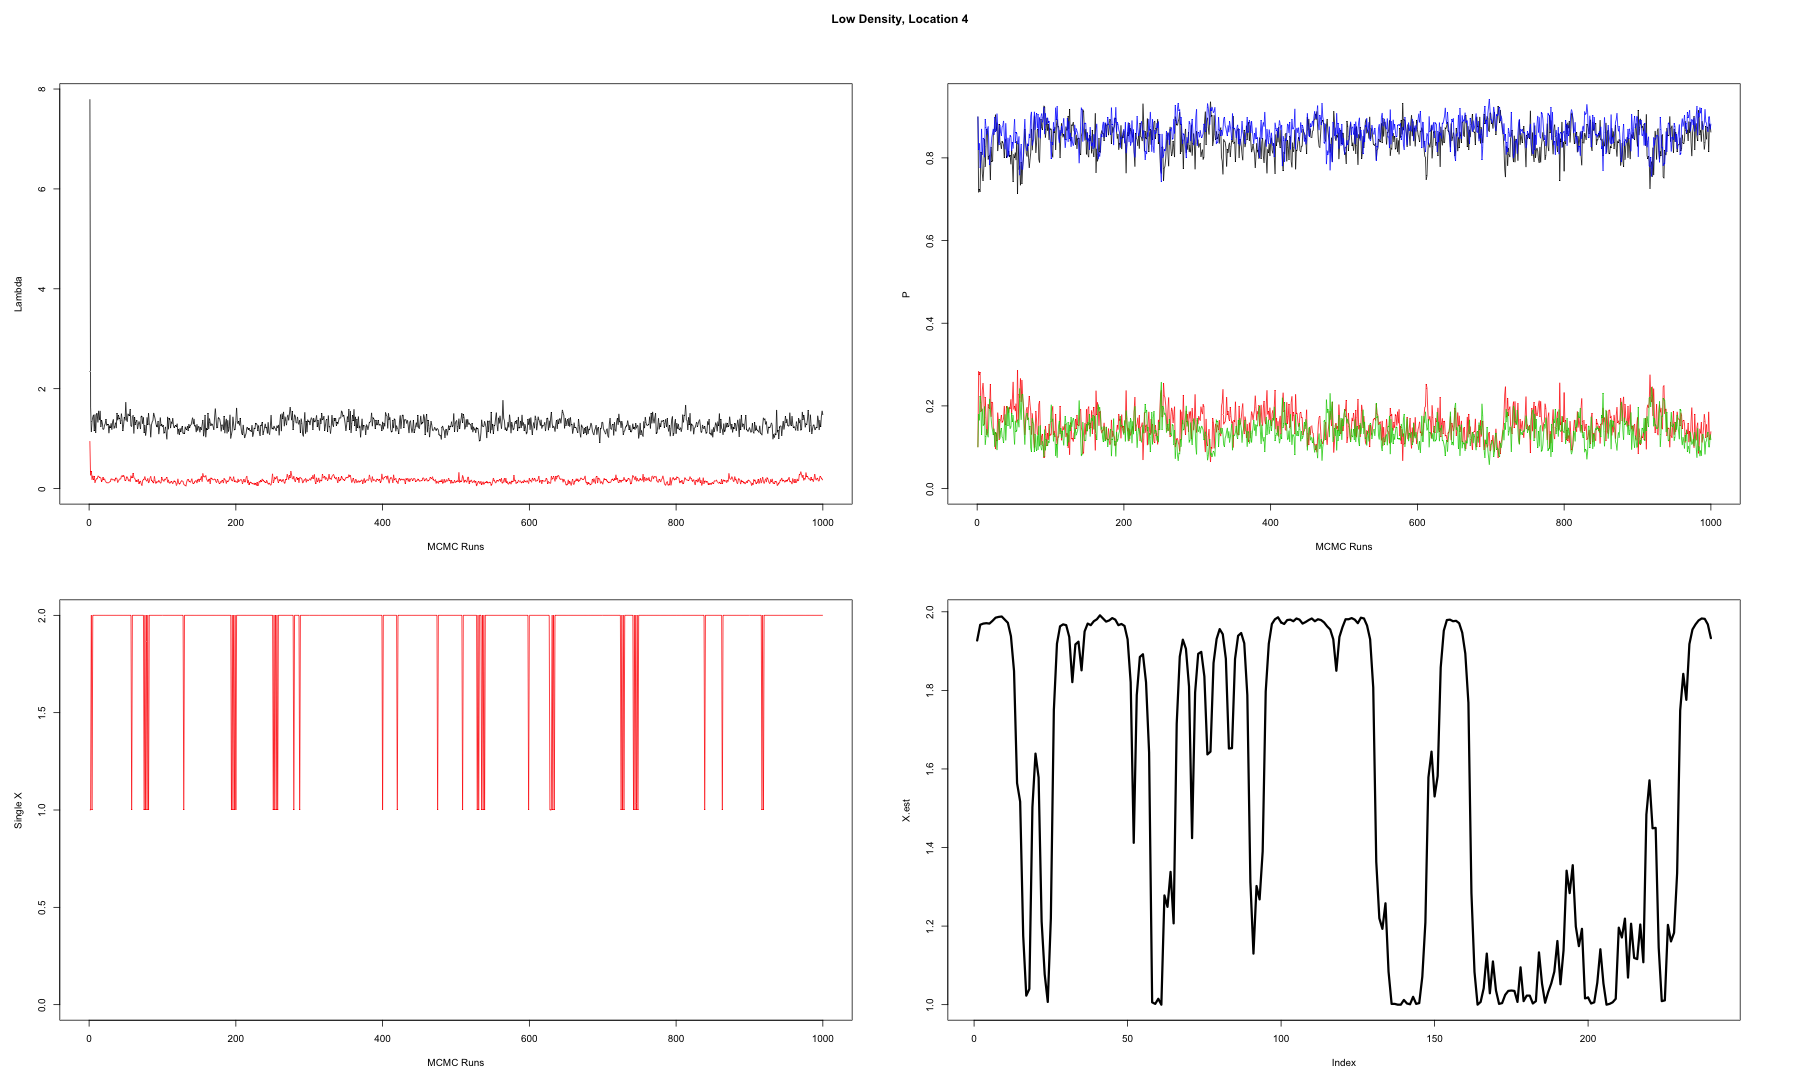 Low Density, Location 4
Lambda
0 2 4 6 8
0 200 400 600 800 1000
MCMC Runs
P
0.0 0.2 0.4 0.6 0.8
0 200 400 600 800 1000
MCMC Runs
Single X
0.0 0.5 1.0 1.5 2.0
0 200 400 600 800 1000
MCMC Runs
X.est
1.0 1.2 1.4 1.6 1.8 2.0
0 50 100 150 200
Index